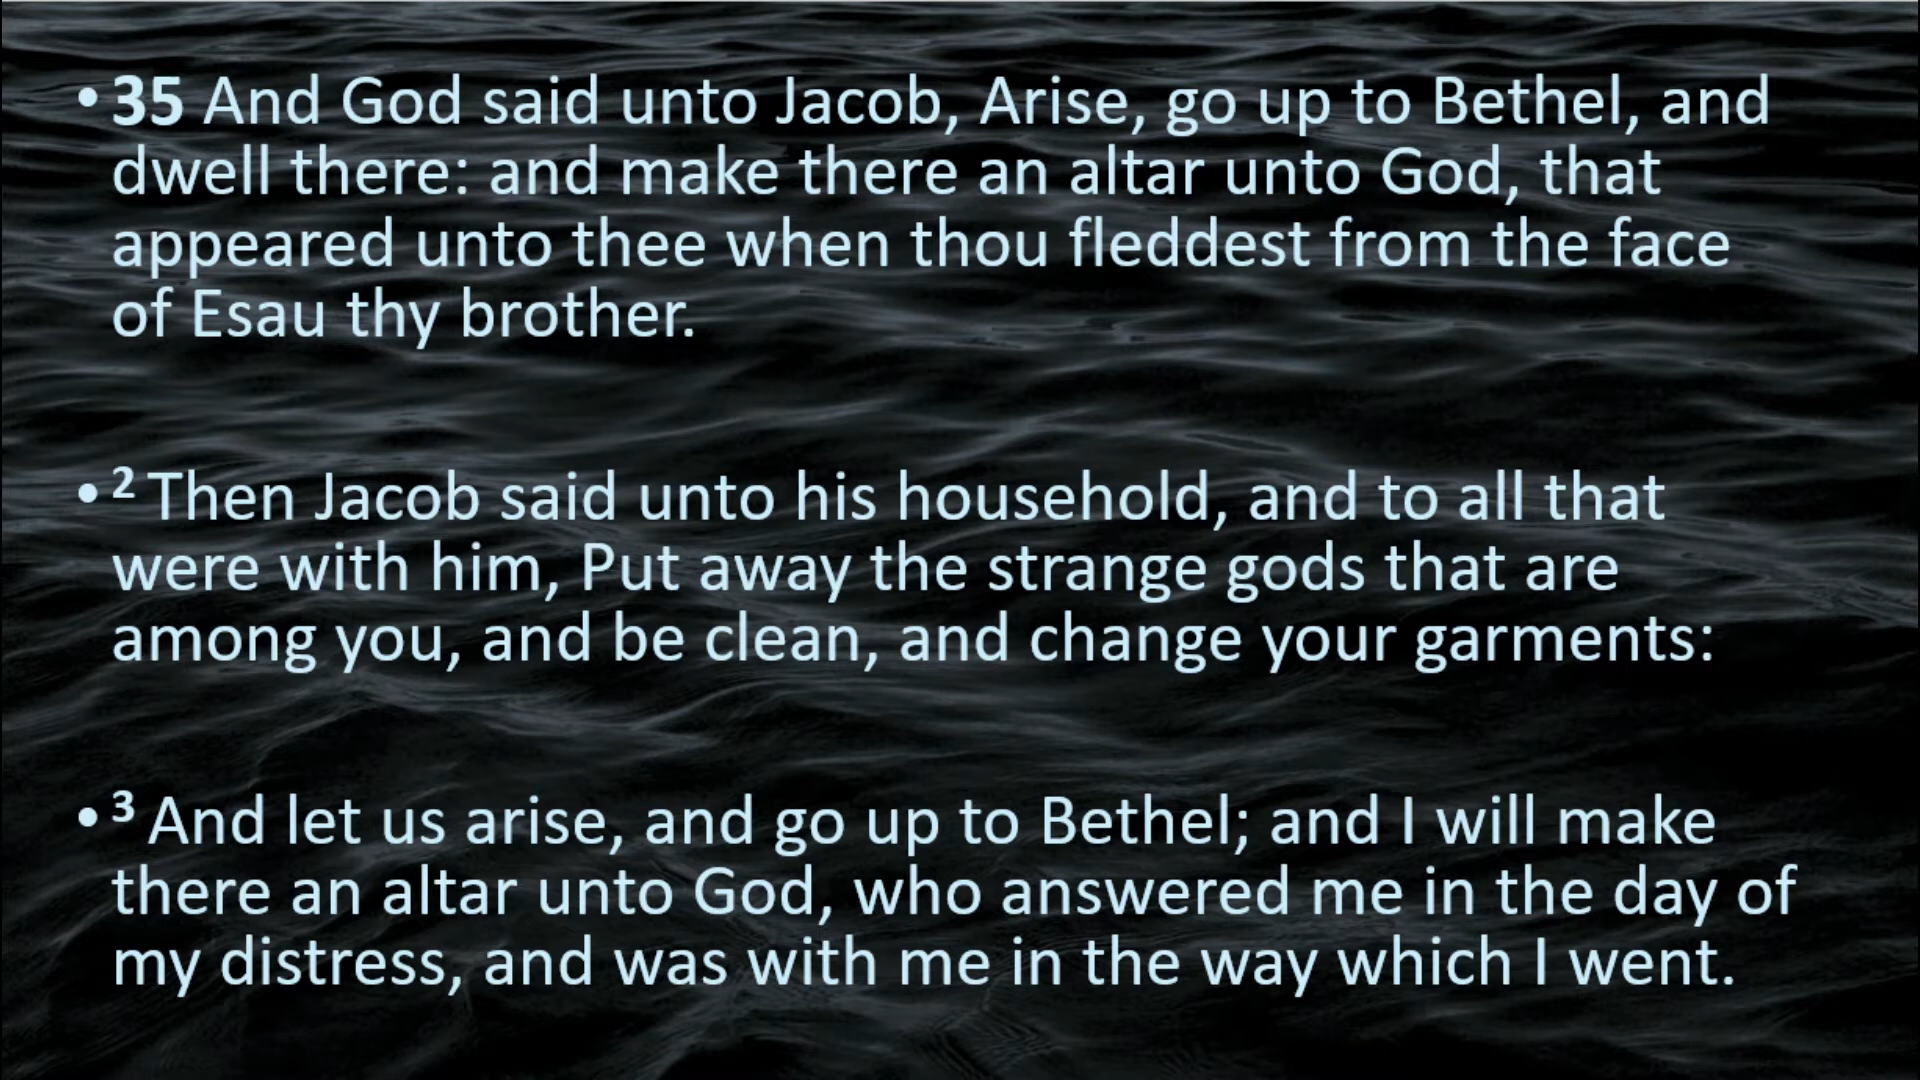 • 35 And God said unto Jacob, Arise, go up to Bethel, and
dwell there: and make there an altar unto God, that
appeared unto thee when thou fleddest from the face
of Esau thy brother.
• 2 Then Jacob said unto his household, and to all that
were with him, Put away the strange gods that are
among you, and be clean, and change your garments:
• 3 And let us arise, and go up to Bethel; and I will make
there an altar unto God, who answered me in the day of
my distress, and was with me in the way which I went.